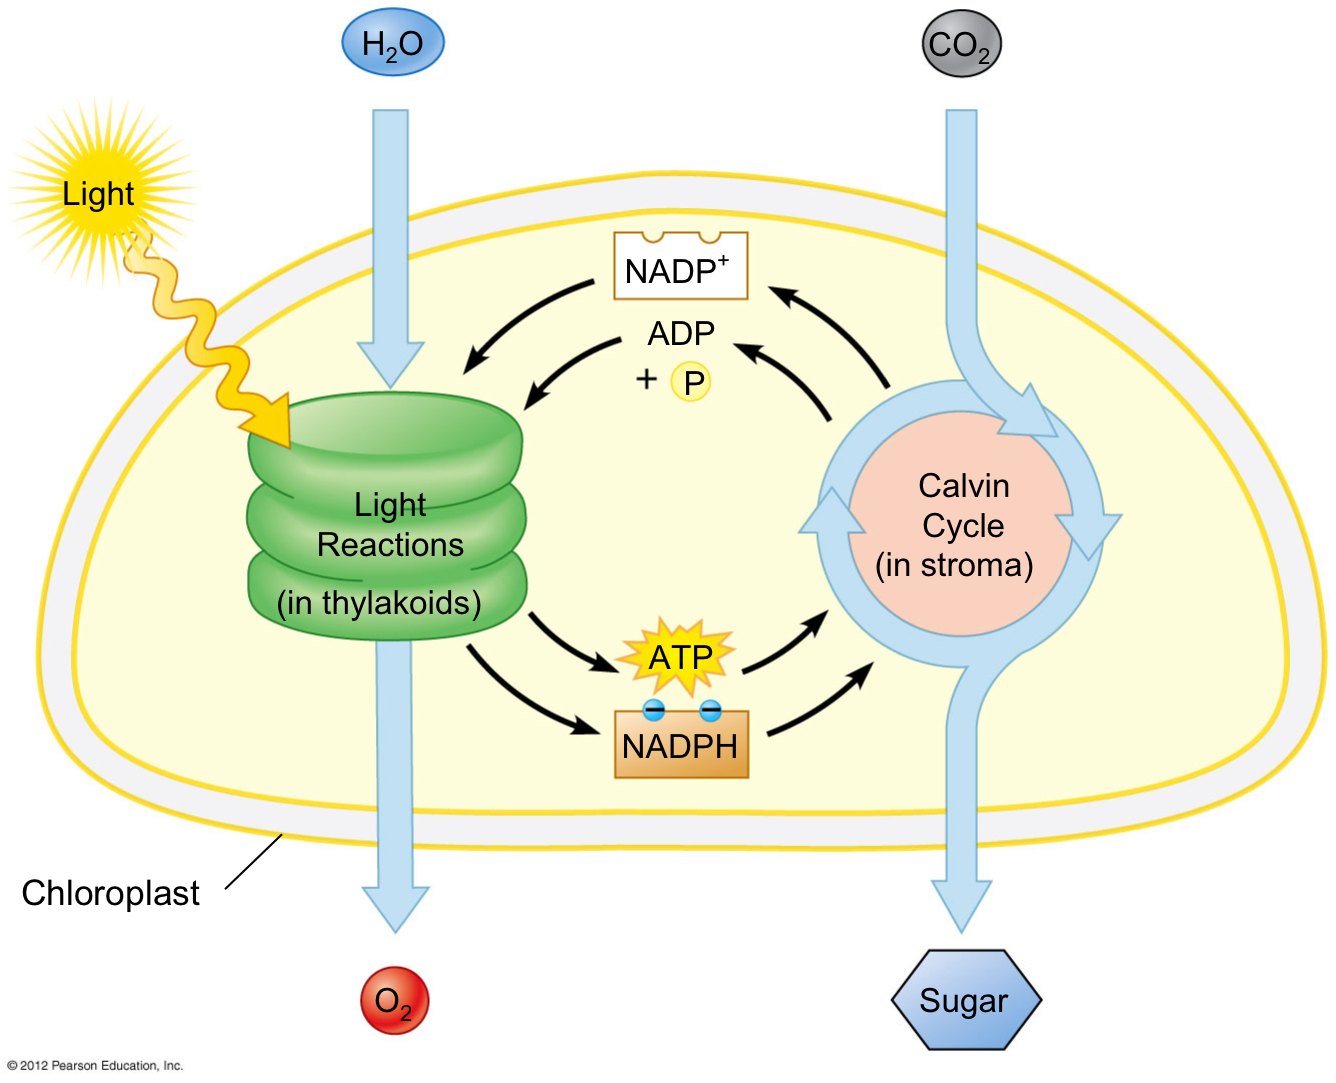 H₂O
CO₂
Light
NADP⁺
ADP
+ P
Light
Reactions
(in thylakoids)
Calvin
Cycle
(in stroma)
ATP
− −
NADPH
Chloroplast
O₂
Sugar
© 2012 Pearson Education, Inc.